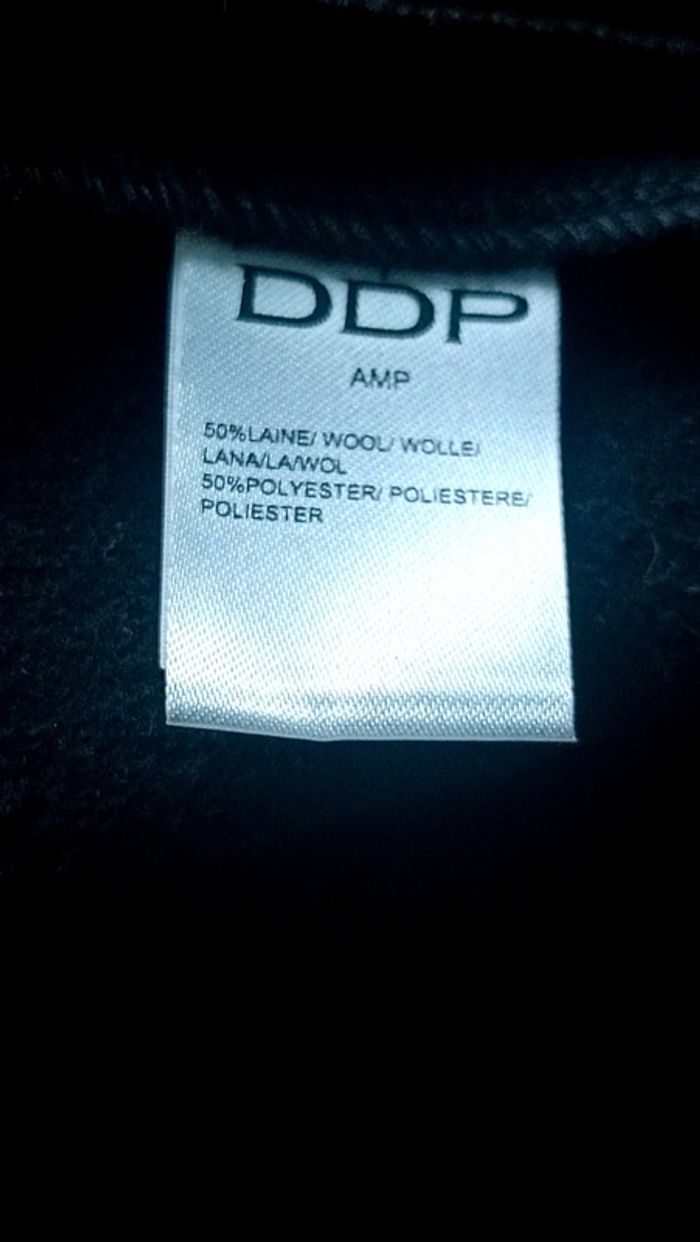 DDP
AMP
50%LAINE/ WOOL/ WOLLE/
LANA/LA/WOL
50%POLYESTER/ POLIESTERE/
POLIESTER